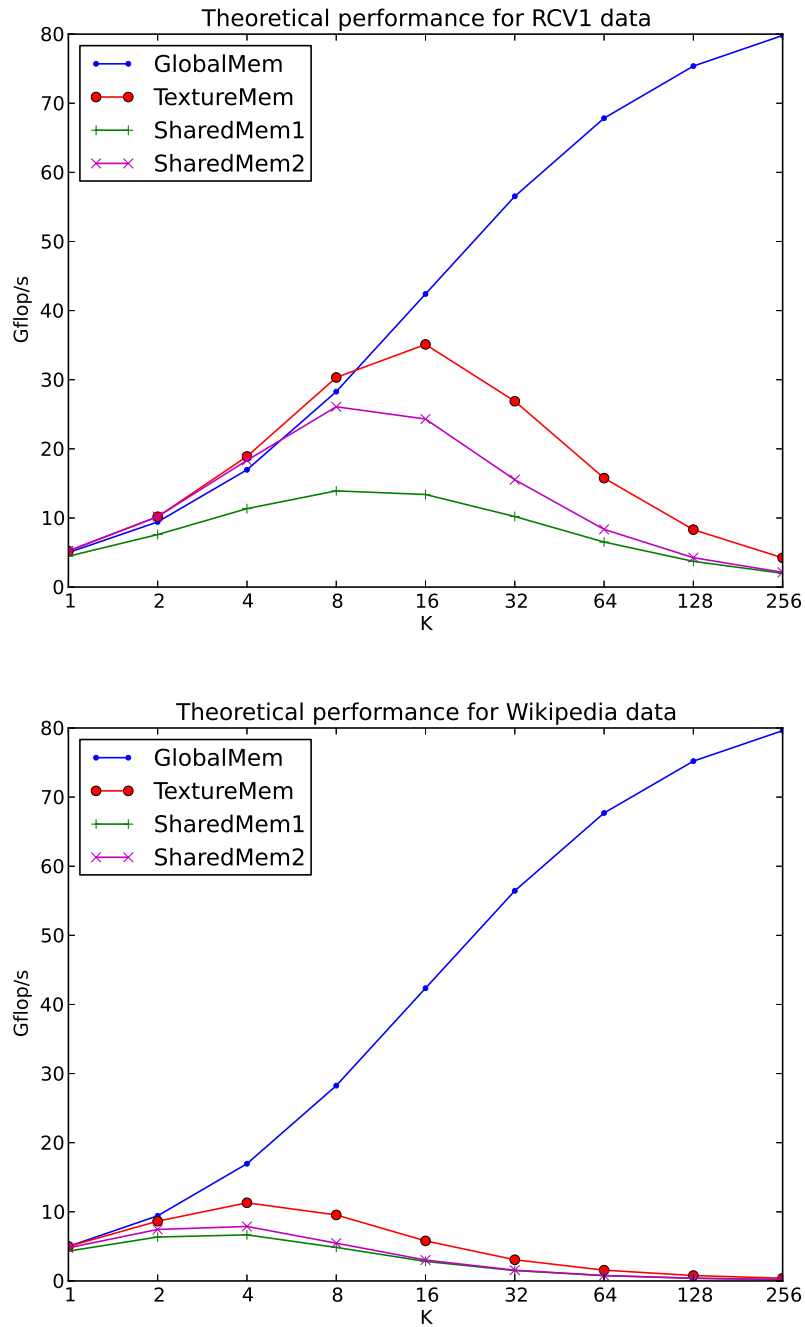 Theoretical performance for RCV1 data
80
70
60
50
40
30
20
10
0
Gflop/s
GlobalMem
TextureMem
SharedMem1
SharedMem2
1 2 4 8 16 32 64 128 256
K
Theoretical performance for Wikipedia data
80
70
60
50
40
30
20
10
0
Gflop/s
GlobalMem
TextureMem
SharedMem1
SharedMem2
1 2 4 8 16 32 64 128 256
K